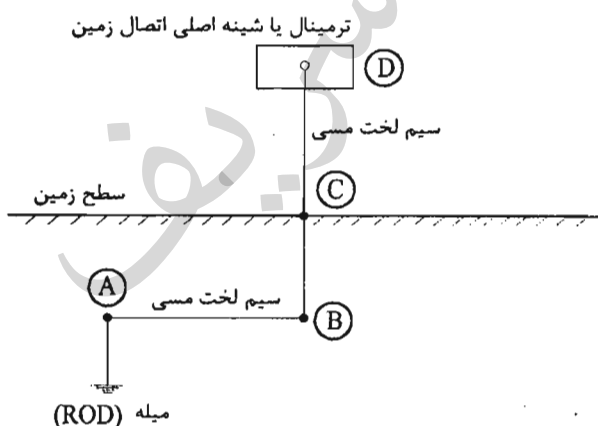 ترمینال یا شینه اصلی اتصال زمین
D
سیم لخت مسی
C
سطح زمین
A
سیم لخت مسی
B
میله (ROD)